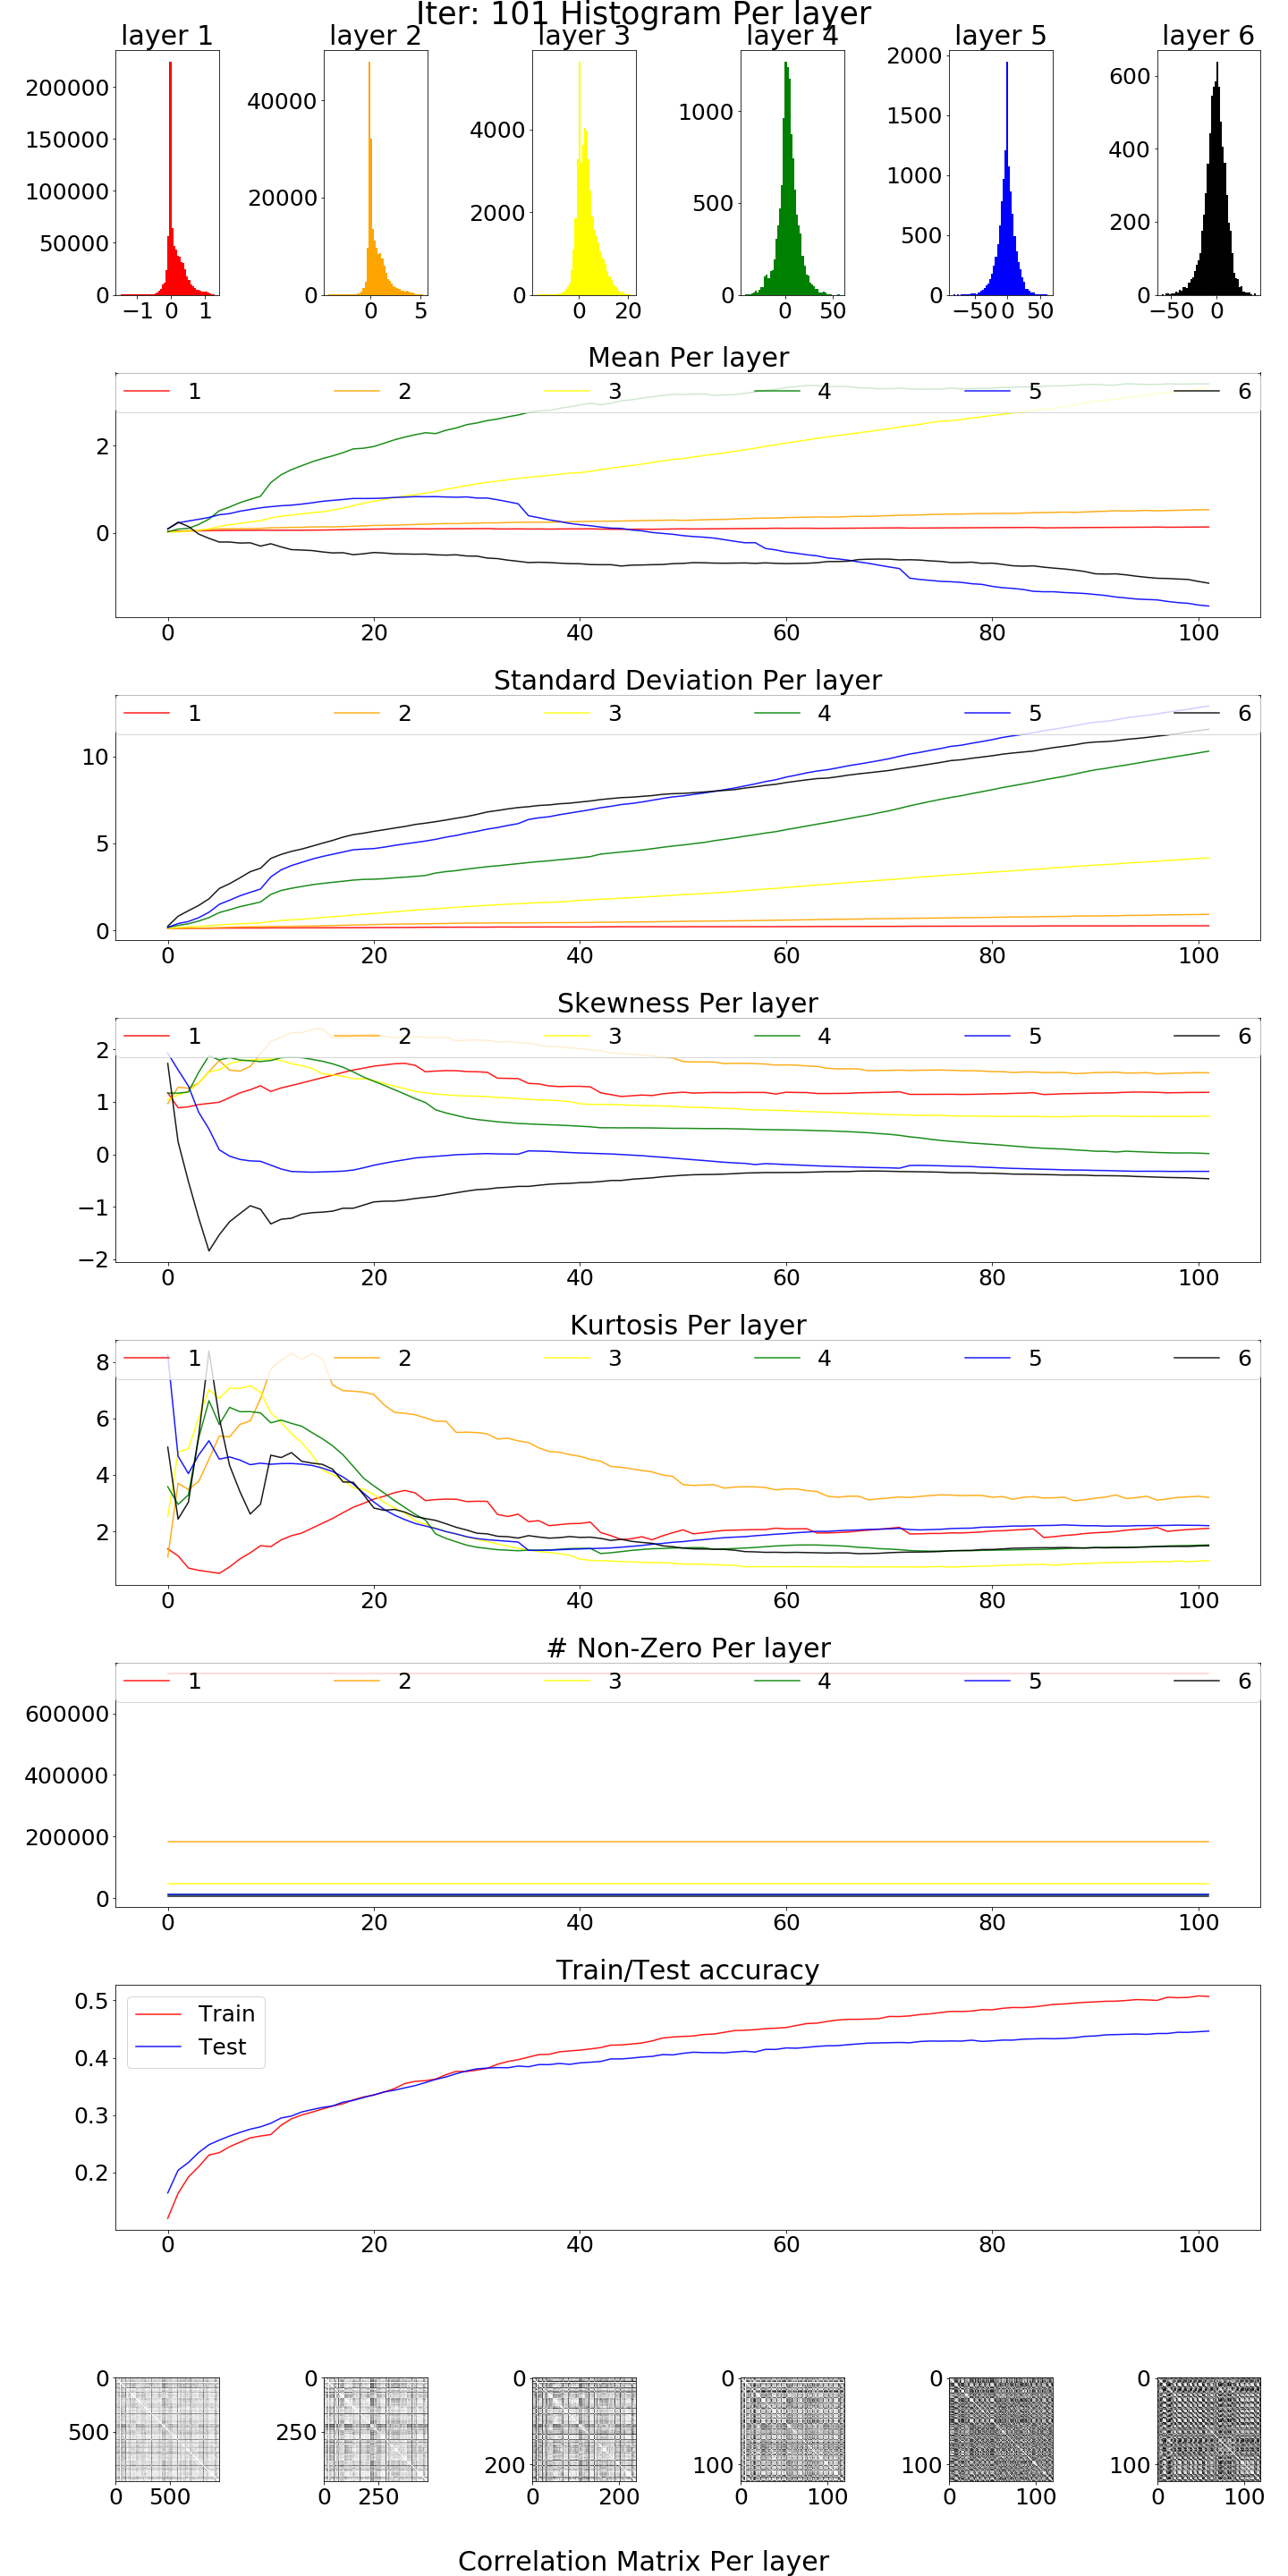 Iter: 101 Histogram Per layer
layer 1 layer 2 layer 3 layer 4 layer 5 layer 6
200000
150000
100000
50000
0
−1 0 1
40000
20000
0
0 5
4000
2000
0
0 20
1000
500
0
0 50
2000
1500
1000
500
0
−50 0 50
600
400
200
0
−50 0
Mean Per layer
1 2 3 4 5 6
2
0
0 20 40 60 80 100
Standard Deviation Per layer
1 2 3 4 5 6
10
5
0
0 20 40 60 80 100
Skewness Per layer
1 2 3 4 5 6
2
1
0
−1
−2
0 20 40 60 80 100
Kurtosis Per layer
1 2 3 4 5 6
8
6
4
2
0 20 40 60 80 100
# Non-Zero Per layer
1 2 3 4 5 6
600000
400000
200000
0
0 20 40 60 80 100
Train/Test accuracy
Train
Test
0.5
0.4
0.3
0.2
0 20 40 60 80 100
0
500
0 500
0
250
0 250
0
200
0 200
0
100
0 100
0
100
0 100
0
100
0 100
Correlation Matrix Per layer